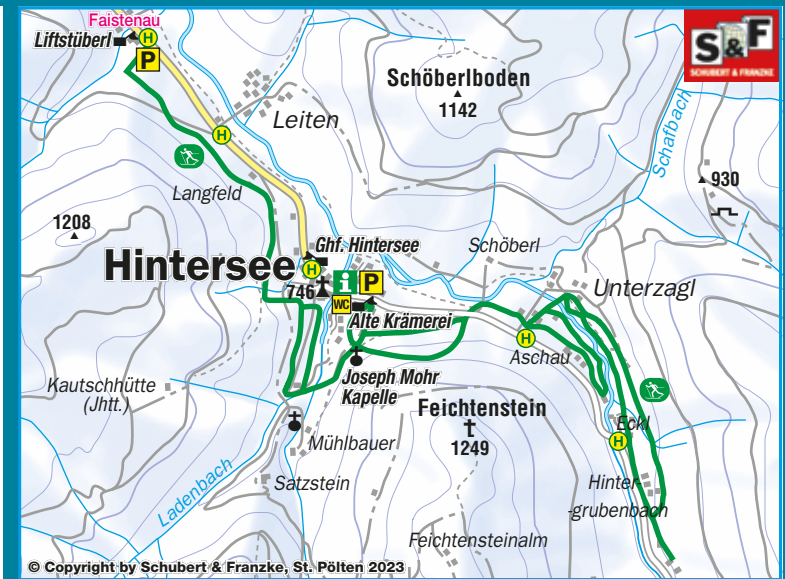 Faistenau
Liftstüberl
H
P
S&F
SCHUBERT & FRANZKE
Schöberlboden
1142
Leiten
H
Schafbach
Langfeld
930
1208
Ghf. Hintersee
Schöberl
Hintersee
H
i
P
746
WC
Unterzagl
Alte Krämerei
H
Aschau
Kautschhütte
(Jhtt.)
Joseph Mohr
Kapelle
Feichtenstein
1249
Eckl
H
Mühlbauer
Ladenbach
Satzstein
Hinter-
-grubenbach
Feichtensteinalm
© Copyright by Schubert & Franzke, St. Pölten 2023